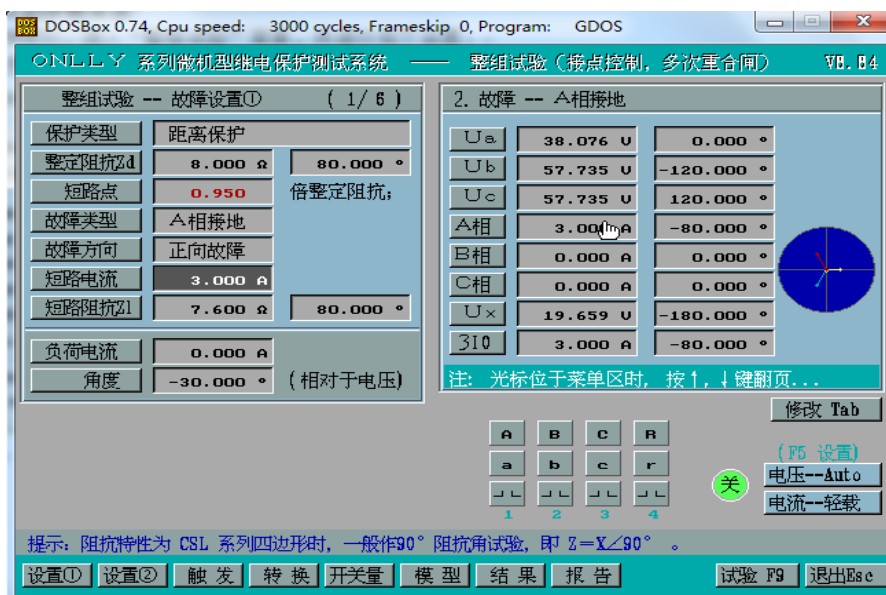 DOSBox 0.74, Cpu speed: 3000 cycles, Frameskip 0, Program: GDOS
ONLLY 系列微机型继电保护测试系统 —— 整组试验（接点控制, 多次重合闸） V8.84
整组试验 -- 故障设置① ( 1/ 6 )
保护类型 距离保护
整定阻抗Zd 8.000 Ω 80.000 °
短路点 0.950 倍整定阻抗;
故障类型 A相接地
故障方向 正向故障
短路电流 3.000 A
短路阻抗Zl 7.600 Ω 80.000 °
负荷电流 0.000 A
角度 -30.000 ° (相对于电压)
2. 故障 -- A相接地
Ua 38.076 U 0.000 °
Ub 57.735 U -120.000 °
Uc 57.735 U 120.000 °
A相 3.00 A -80.000 °
B相 0.000 A 0.000 °
C相 0.000 A 0.000 °
Ux 19.659 U -180.000 °
3I0 3.000 A -80.000 °
注: 光标位于菜单区时, 按↑,↓键翻页...
修改 Tab
A B C R
a b c r
1 2 3 4
关
(F5 设置)
电压--Auto
电流--轻载
提示: 阻抗特性为 CSL 系列四边形时, 一般作90° 阻抗角试验, 即 Z=X∠90° 。
设置① 设置② 触 发 转 换 开关量 模 型 结 果 报 告 试验 F9 退出Esc